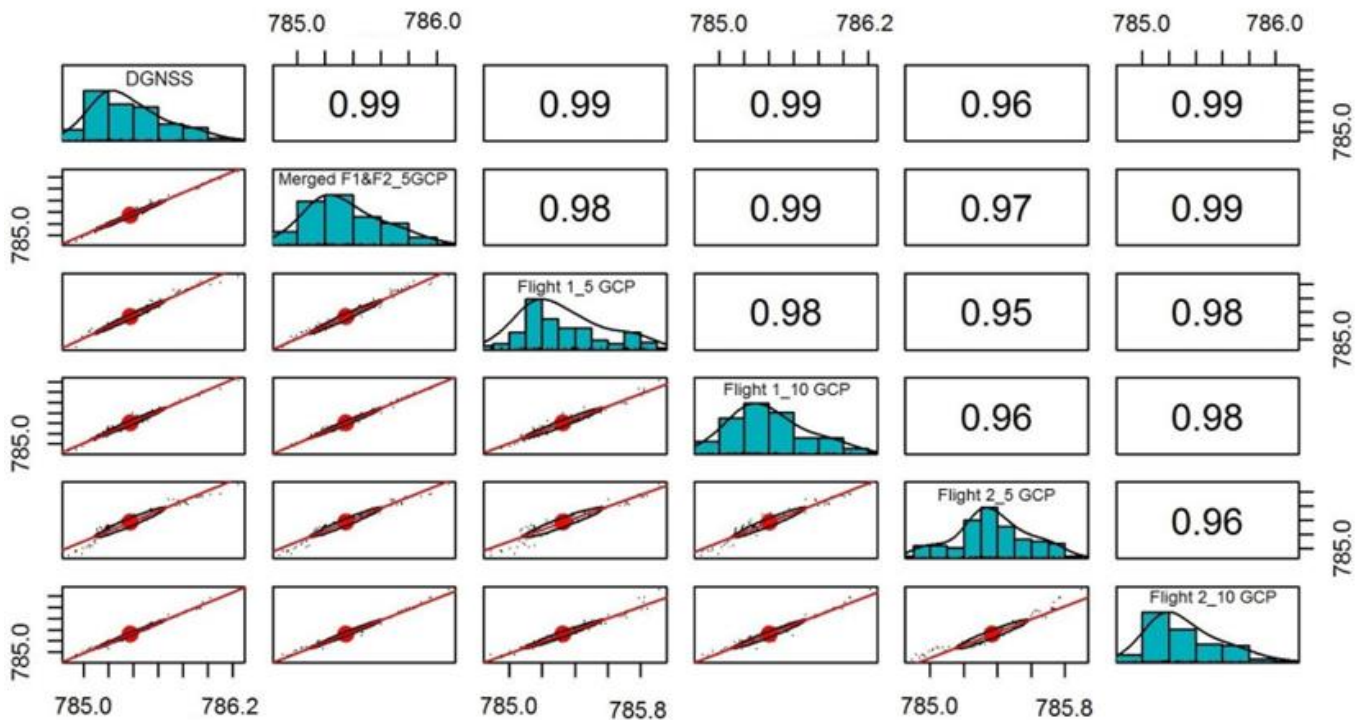 785.0 786.0 785.0 786.2 785.0 786.0
DGNSS
0.99 0.99 0.99 0.96 0.99
785.0
Merged F1&F2_5GCP
785.0
0.98 0.99 0.97 0.99
Flight 1_5 GCP
0.98 0.95 0.98
785.0
Flight 1_10 GCP
785.0
0.96 0.98
Flight 2_5 GCP
0.96
785.0
Flight 2_10 GCP
785.0
785.0 786.2 785.0 785.8 785.0 785.8